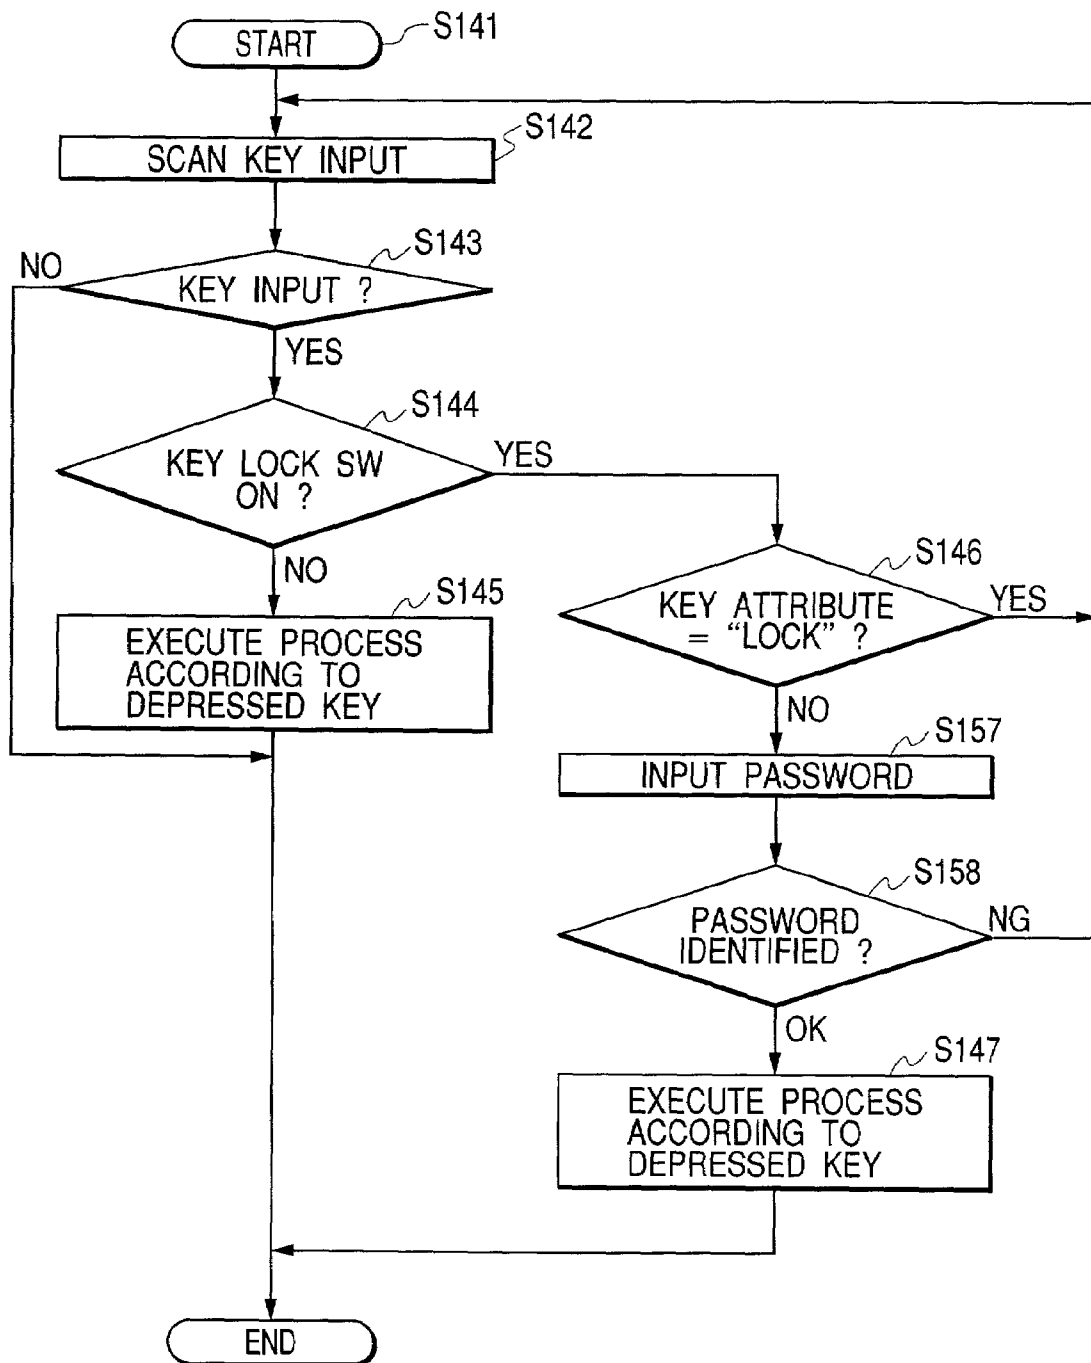 START
S141
S142
SCAN KEY INPUT
S143
NO
KEY INPUT ?
YES
S144
KEY LOCK SW
ON ?
YES
NO
S145
EXECUTE PROCESS
ACCORDING TO
DEPRESSED KEY
S146
KEY ATTRIBUTE
= “LOCK” ?
YES
NO
S157
INPUT PASSWORD
S158
PASSWORD
IDENTIFIED ?
NG
OK
S147
EXECUTE PROCESS
ACCORDING TO
DEPRESSED KEY
END